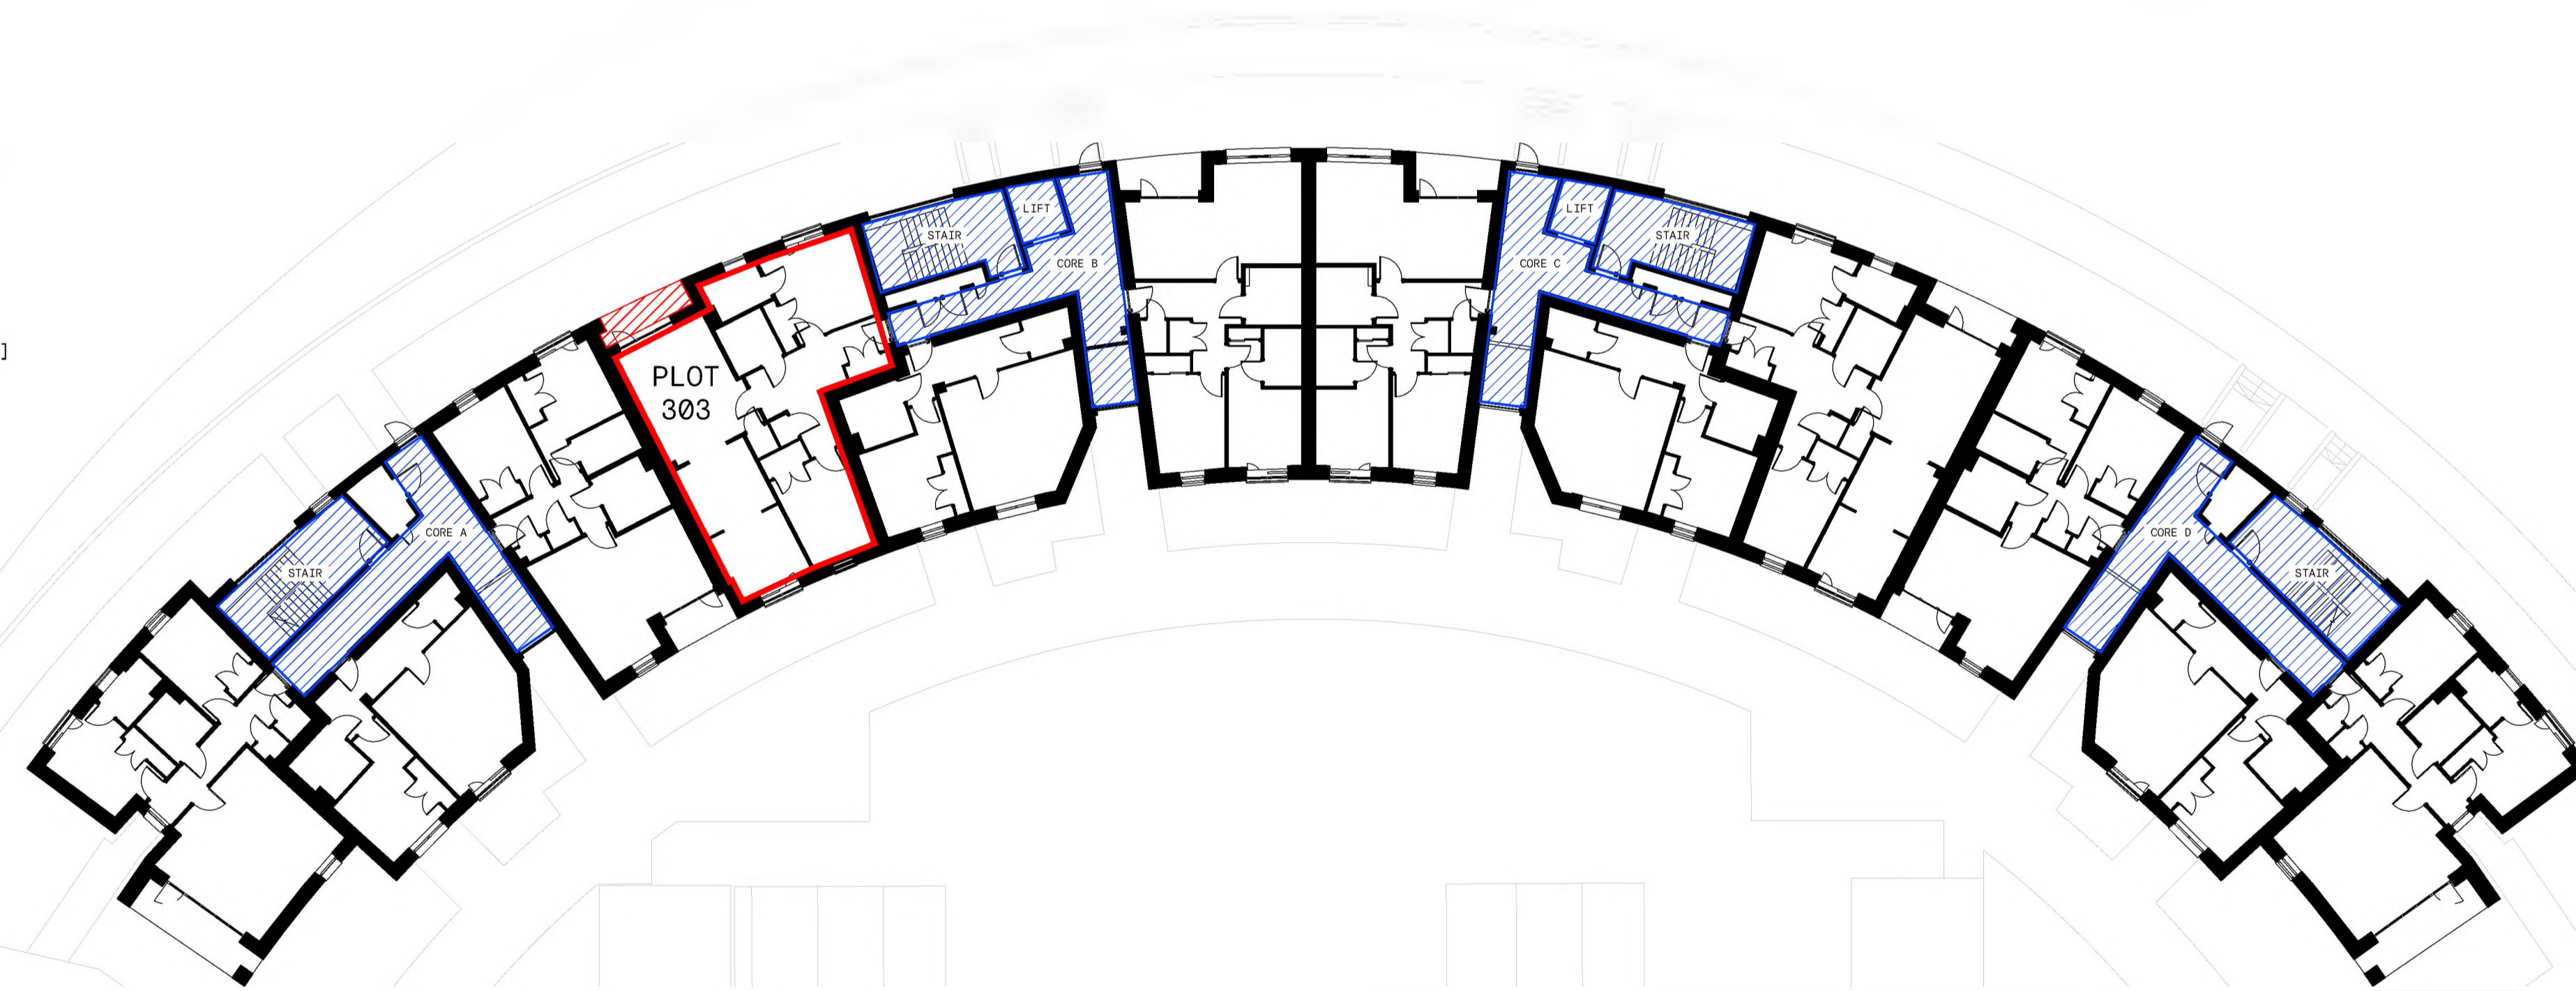 ]
LIFT
LIFT
STAIR
STAIR
CORE B
CORE C
PLOT
303
CORE A
CORE D
STAIR
STAIR